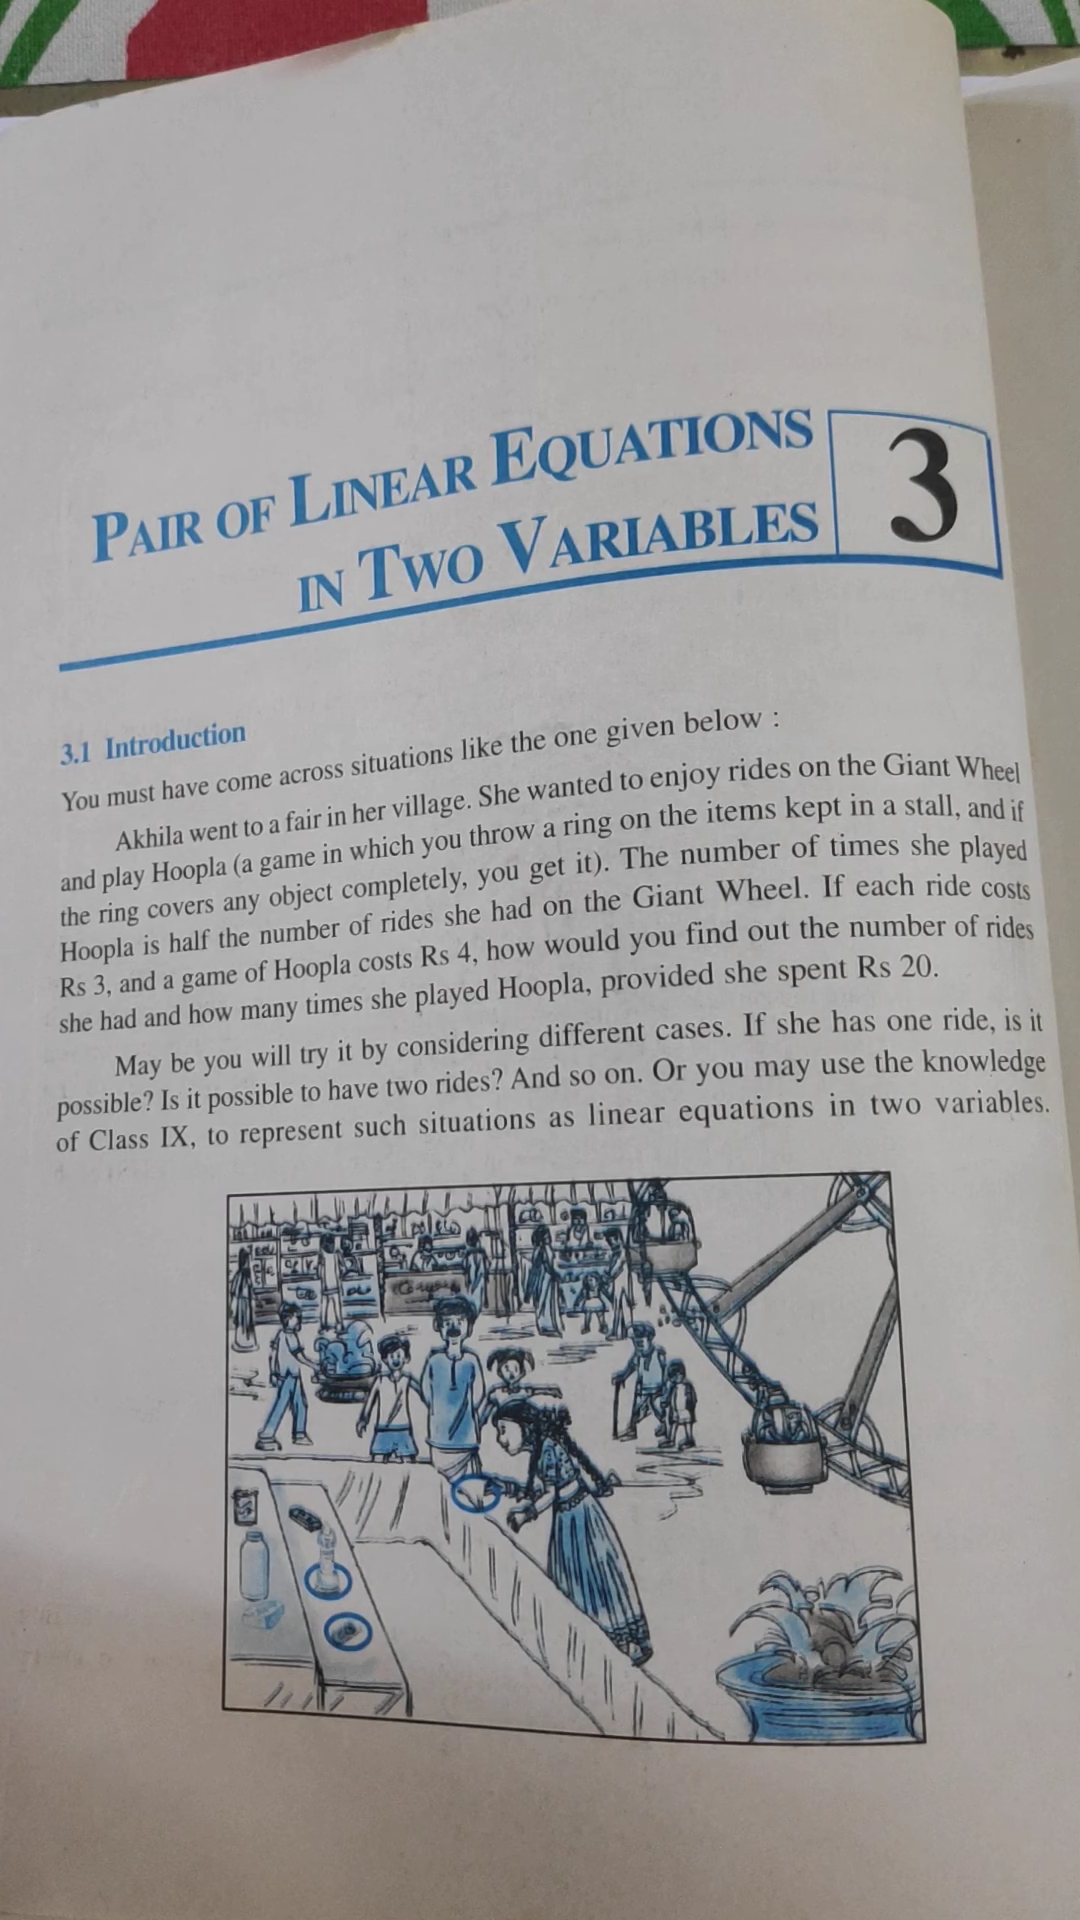 PAIR OF LINEAR EQUATIONS
IN TWO VARIABLES
3
3.1 Introduction
You must have come across situations like the one given below :
Akhila went to a fair in her village. She wanted to enjoy rides on the Giant Wheel
and play Hoopla (a game in which you throw a ring on the items kept in a stall, and if
the ring covers any object completely, you get it). The number of times she played
Hoopla is half the number of rides she had on the Giant Wheel. If each ride costs
Rs 3, and a game of Hoopla costs Rs 4, how would you find out the number of rides
she had and how many times she played Hoopla, provided she spent Rs 20.
May be you will try it by considering different cases. If she has one ride, is it
possible? Is it possible to have two rides? And so on. Or you may use the knowledge
of Class IX, to represent such situations as linear equations in two variables.